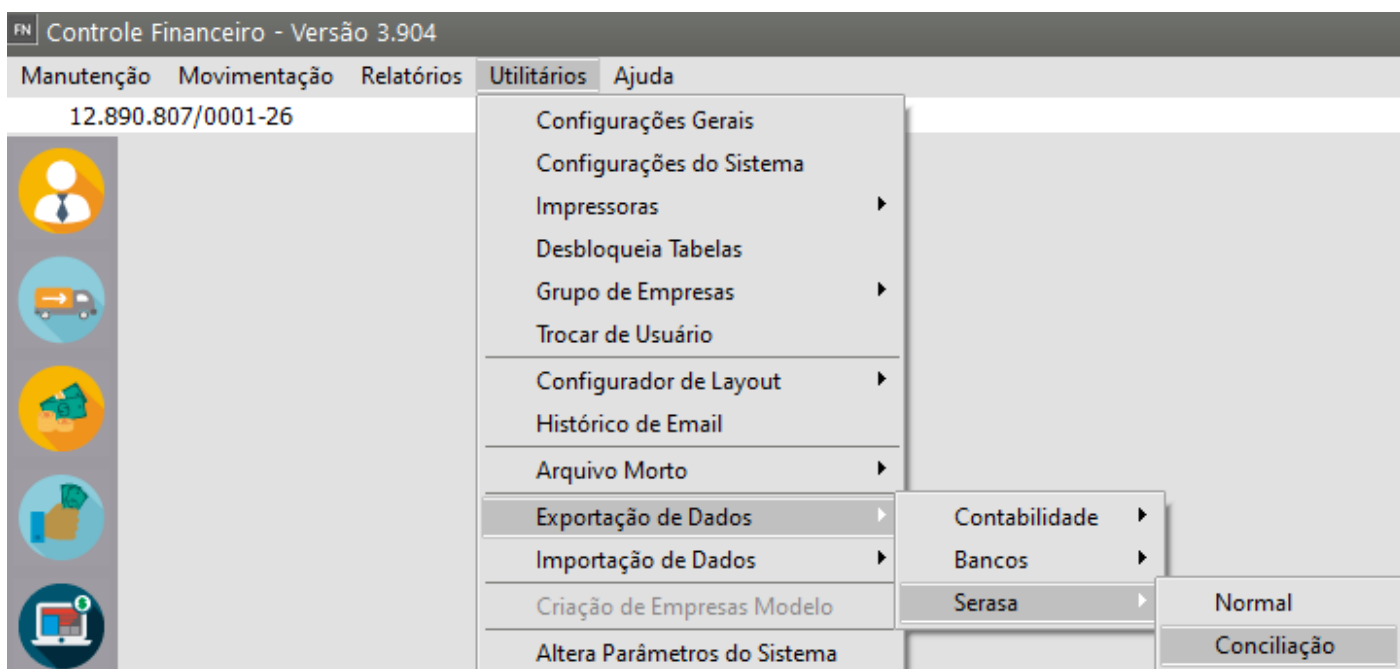 FN Controle Financeiro - Versão 3.904
Manutenção Movimentação Relatórios Utilitários Ajuda
12.890.807/0001-26
Configurações Gerais
Configurações do Sistema
Impressoras
Desbloqueia Tabelas
Grupo de Empresas
Trocar de Usuário
Configurador de Layout
Histórico de Email
Arquivo Morto
Exportação de Dados
Importação de Dados
Criação de Empresas Modelo
Altera Parâmetros do Sistema
Contabilidade
Bancos
Serasa
Normal
Conciliação